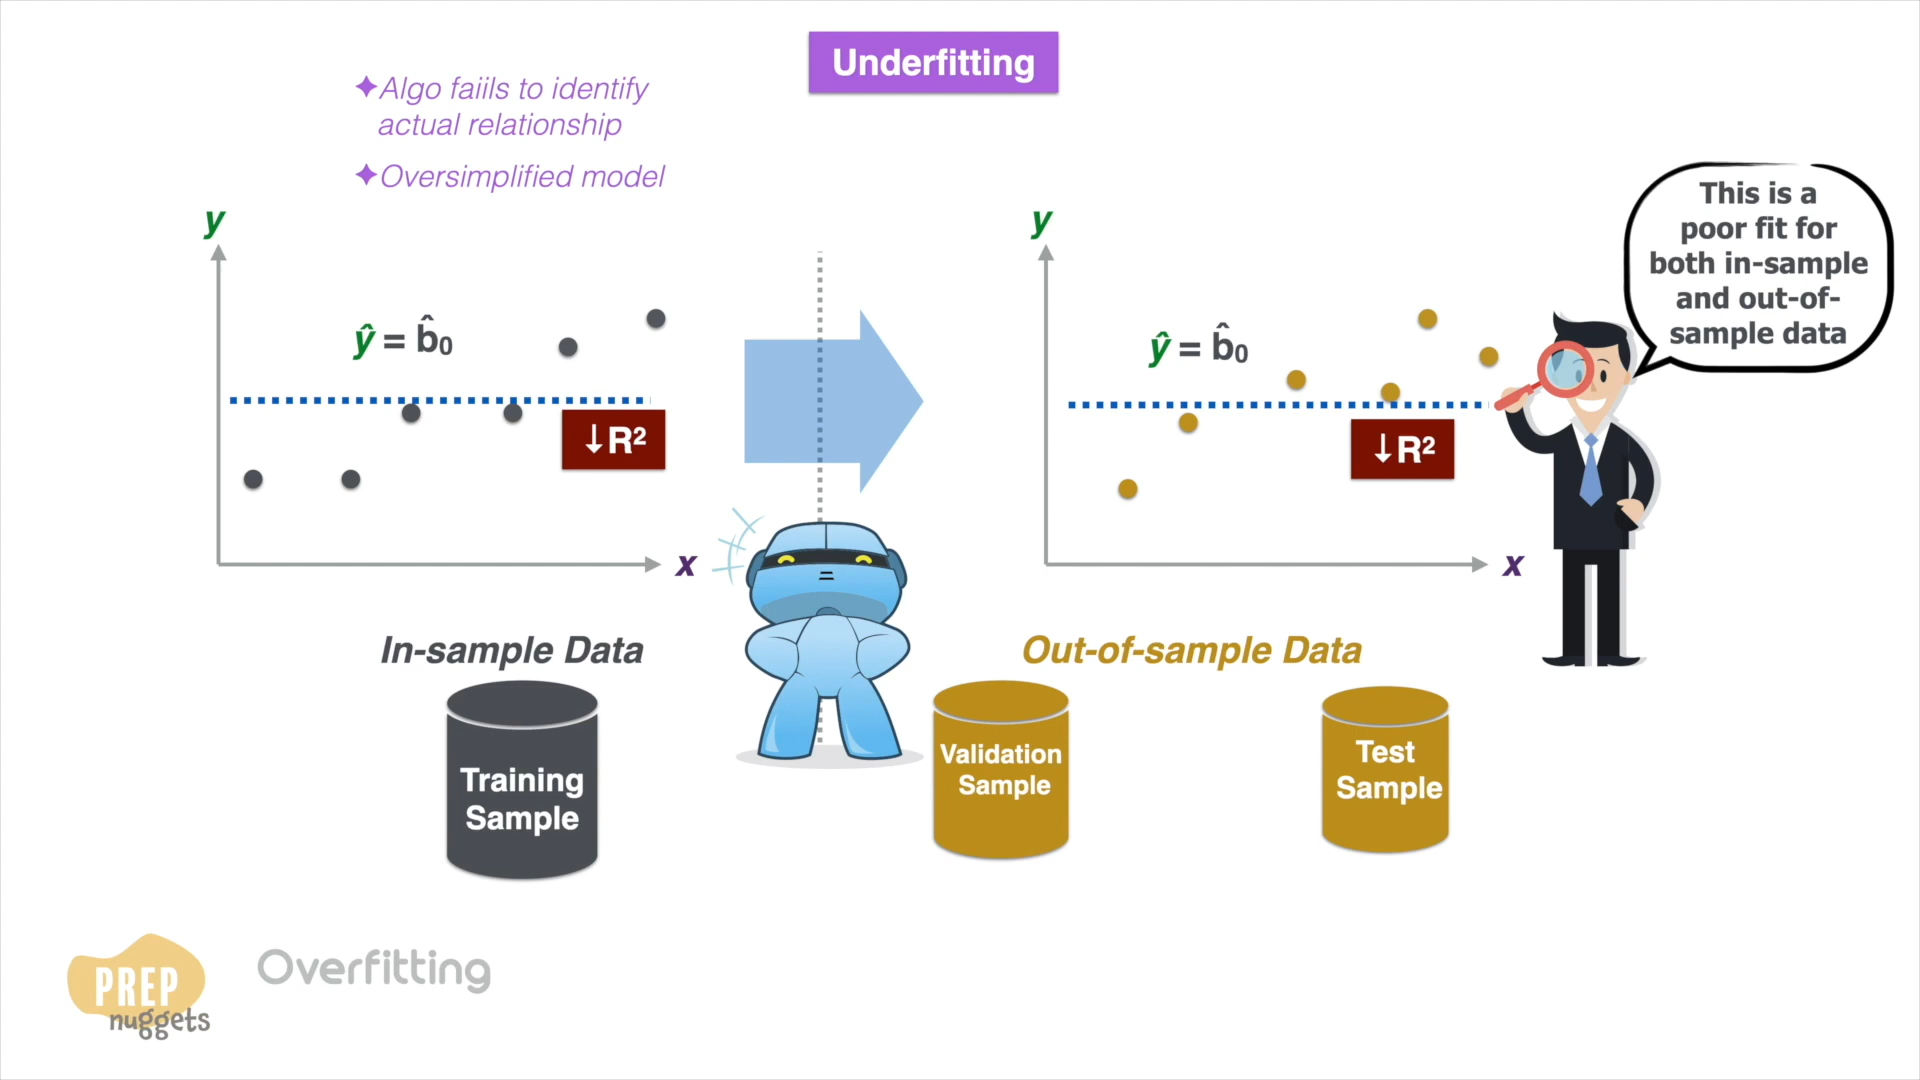 Underfitting
✦Algo faiils to identify
actual relationship
✦Oversimplified model
This is a
poor fit for
both in-sample
and out-of-
sample data
y
ŷ = b̂₀
↓R²
x
y
ŷ = b̂₀
↓R²
x
In-sample Data
Training
Sample
Out-of-sample Data
Validation
Sample
Test
Sample
PREP
nuggets
Overfitting